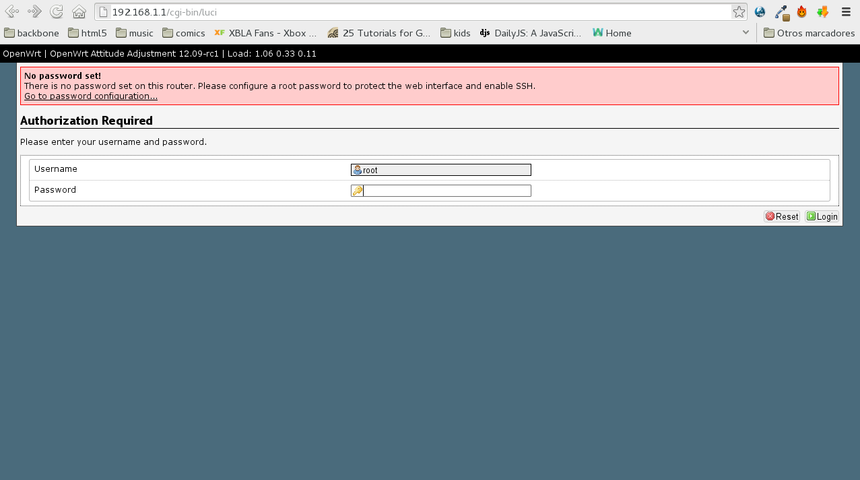 192.168.1.1/cgi-bin/luci
backbone html5 music comics XF XBLA Fans - Xbox ... 25 Tutorials for G... kids djs DailyJS: A JavaScri... W Home Otros marcadores
OpenWrt | OpenWrt Attitude Adjustment 12.09-rc1 | Load: 1.06 0.33 0.11
No password set!
There is no password set on this router. Please configure a root password to protect the web interface and enable SSH.
Go to password configuration...
Authorization Required
Please enter your username and password.
Username root
Password
Reset Login